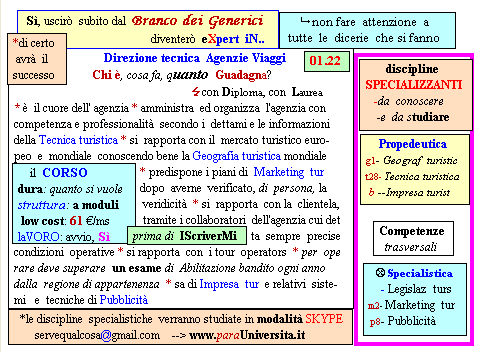 Sì, uscirò subito dal Branco dei Generici
diventerò eXpert iN..
non fare attenzione a
tutte le dicerie che si fanno
*di certo
avrà il
successo
Direzione tecnica Agenzie Viaggi
Chi è, cosa fa, quanto Guadagna?
con Diploma, con Laurea
01.22
* è il cuore dell' agenzia * amministra ed organizza l'agenzia con
competenza e professionalità secondo i dettami e le informazioni
della Tecnica turistica * si rapporta con il mercato turistico euro-
peo e mondiale conoscendo bene la Geografia turistica mondiale
* predispone i piani di Marketing tur
dopo averne verificato, di persona, la
veridicità * si rapporta con la clientela,
tramite i collaboratori dell'agenzia cui det
ta sempre precise
condizioni operative * si rapporta con i tour operators * per ope
rare deve superare un esame di Abilitazione bandito ogni anno
dalla regione di appartenenza * sa di Impresa tur e relativi siste-
mi e tecniche di Pubblicità
il CORSO
dura: quanto si vuole
struttura: a moduli
low cost: 61 €/ms
laVORO: avvio, Sì
prima di IScriverMi
*le discipline specialistiche verranno studiate in modalità SKYPE
servequalcosa@gmail.com --> www.paraUniversita.it
discipline
SPECIALIZZANTI
-da conoscere
-e da studiare
Propedeutica
g1- Geograf turistic
t28- Tecnica turistica
b --Impresa turist
Competenze
trasversali
Specialistica
- Legislaz turs
m2- Marketing tur
p8- Pubblicità